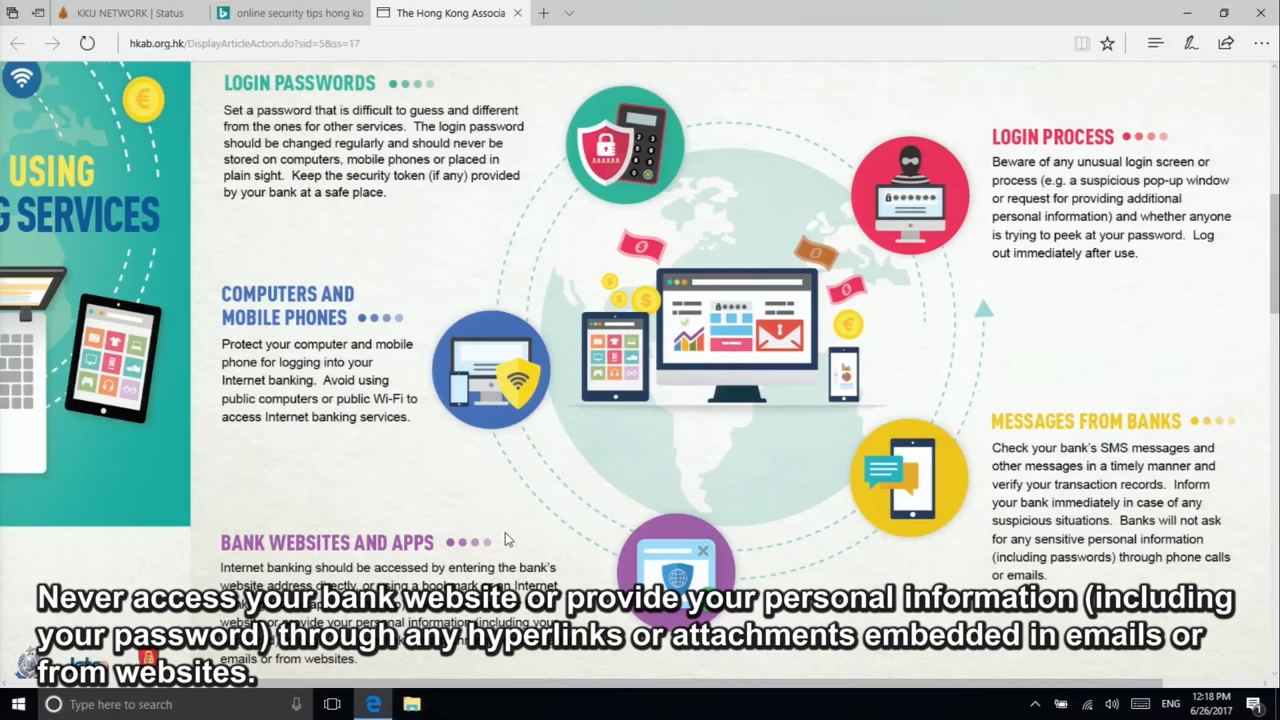 KKU NETWORK | Status
online security tips hong ko
The Hong Kong Associa
hkab.org.hk/DisplayArticleAction.do?sid=5&ss=17
USING
G SERVICES
LOGIN PASSWORDS
Set a password that is difficult to guess and different
from the ones for other services. The login password
should be changed regularly and should never be
stored on computers, mobile phones or placed in
plain sight. Keep the security token (if any) provided
by your bank at a safe place.
LOGIN PROCESS
Beware of any unusual login screen or
process (e.g. a suspicious pop-up window
or request for providing additional
personal information) and whether anyone
is trying to peek at your password. Log
out immediately after use.
COMPUTERS AND
MOBILE PHONES
Protect your computer and mobile
phone for logging into your
Internet banking. Avoid using
public computers or public Wi-Fi to
access Internet banking services.
MESSAGES FROM BANKS
Check your bank's SMS messages and
other messages in a timely manner and
verify your transaction records. Inform
your bank immediately in case of any
suspicious situations. Banks will not ask
for any sensitive personal information
(including passwords) through phone calls
or emails.
BANK WEBSITES AND APPS
Internet banking should be accessed by entering the bank's
website address directly, or using a bookmark or an Internet
emails or from websites.
Never access your bank website or provide your personal information (including
your password) through any hyperlinks or attachments embedded in emails or
from websites.
Type here to search
ENG
12:18 PM
6/26/2017